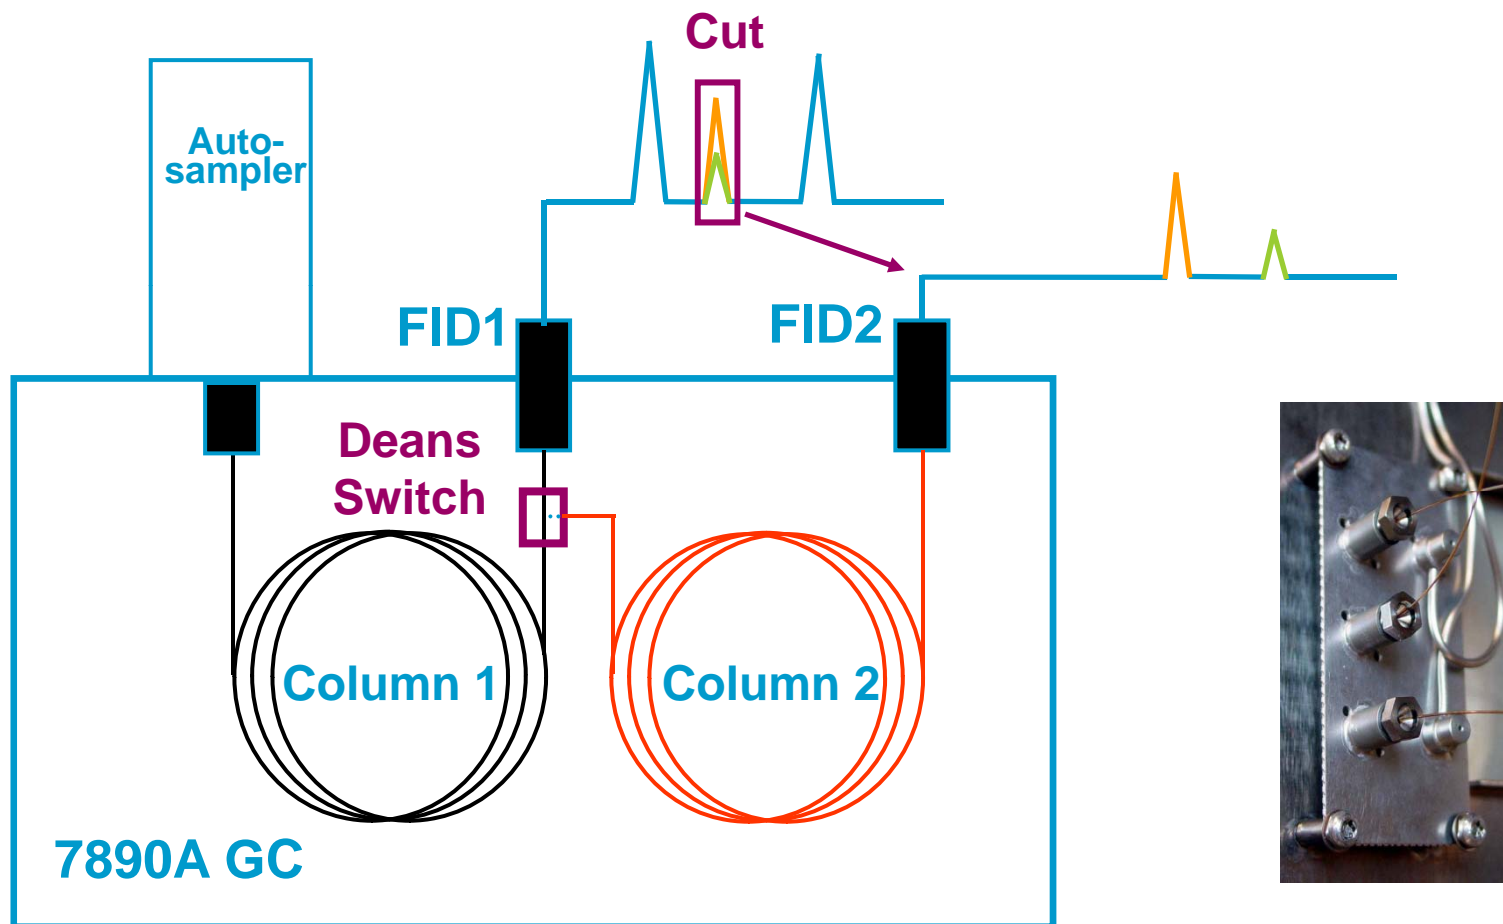 Cut
Auto-
sampler
FID1
FID2
Deans
Switch
Column 1
Column 2
7890A GC